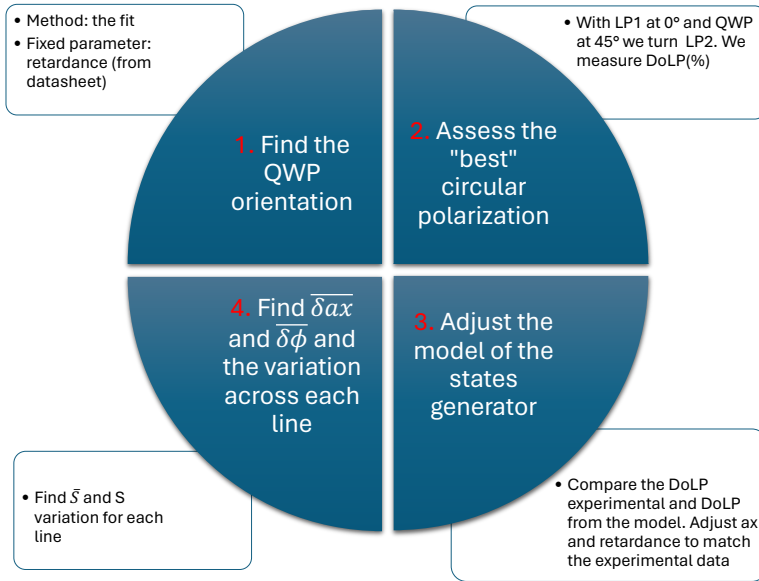 • Method: the fit
• Fixed parameter:
retardance (from
datasheet)
1. Find the
QWP
orientation
• With LP1 at 0° and QWP
at 45° we turn LP2. We
measure DoLP(%)
2. Assess the
"best"
circular
polarization
3. Adjust the
model of the
states
generator
• Compare the DoLP
experimental and DoLP
from the model. Adjust ax
and retardance to match
the experimental data
4. Find \overline{δax}
and \overline{δϕ} and
the variation
across each
line
• Find S̄ and S
variation for each
line